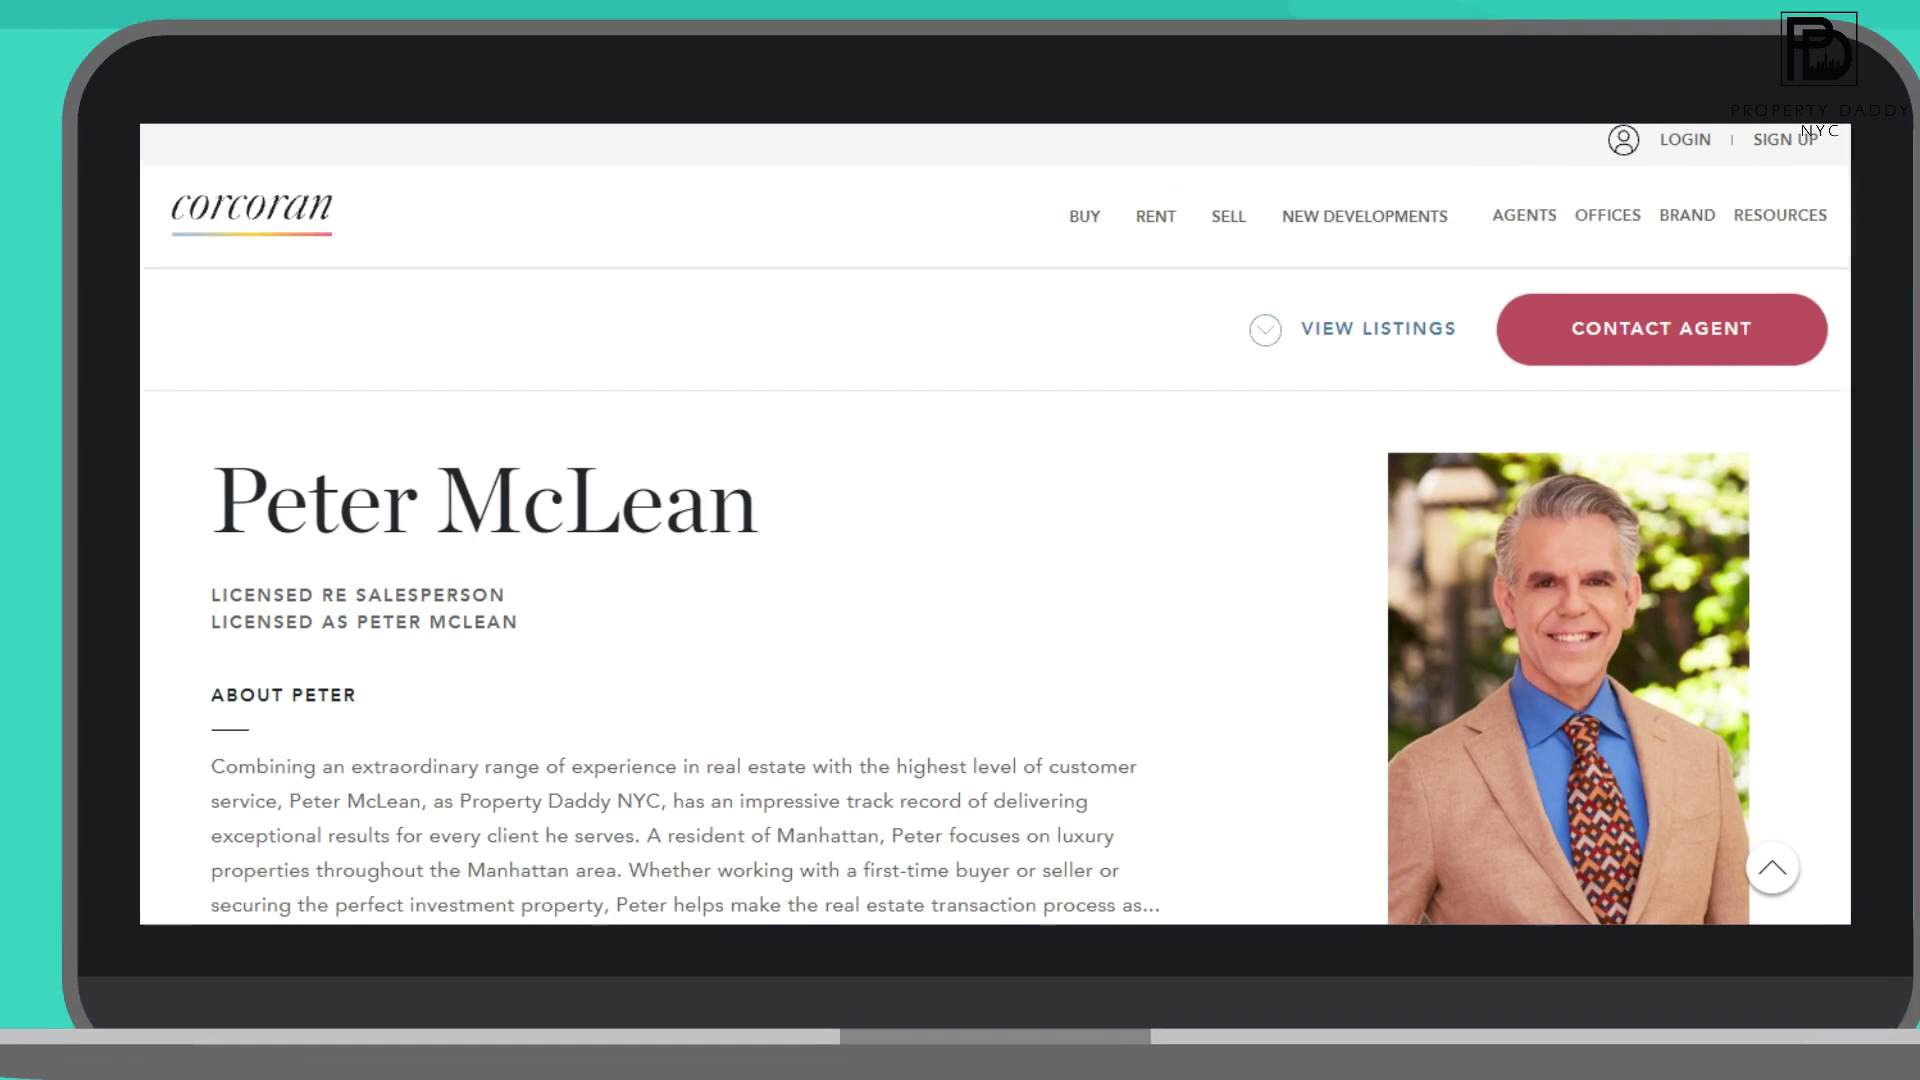 PD
PROPERTY DADDY
NYC
LOGIN | SIGN UP
corcoran
BUY RENT SELL NEW DEVELOPMENTS AGENTS OFFICES BRAND RESOURCES
VIEW LISTINGS CONTACT AGENT
Peter McLean
LICENSED RE SALESPERSON
LICENSED AS PETER MCLEAN
ABOUT PETER
Combining an extraordinary range of experience in real estate with the highest level of customer
service, Peter McLean, as Property Daddy NYC, has an impressive track record of delivering
exceptional results for every client he serves. A resident of Manhattan, Peter focuses on luxury
properties throughout the Manhattan area. Whether working with a first-time buyer or seller or
securing the perfect investment property, Peter helps make the real estate transaction process as...